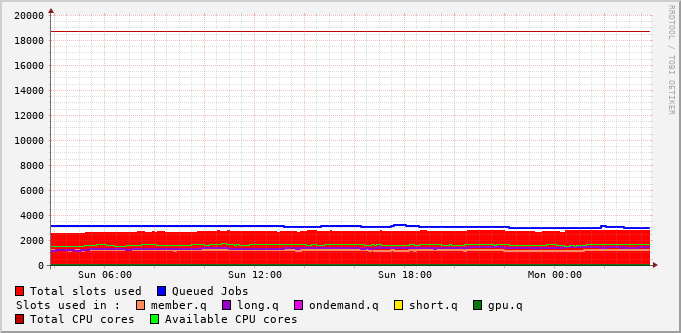 20000
18000
16000
14000
12000
10000
8000
6000
4000
2000
0
Sun 06:00 Sun 12:00 Sun 18:00 Mon 00:00
Total slots used Queued Jobs
Slots used in : member.q long.q ondemand.q short.q gpu.q
Total CPU cores Available CPU cores
RRDTOOL / TOBI OETIKER